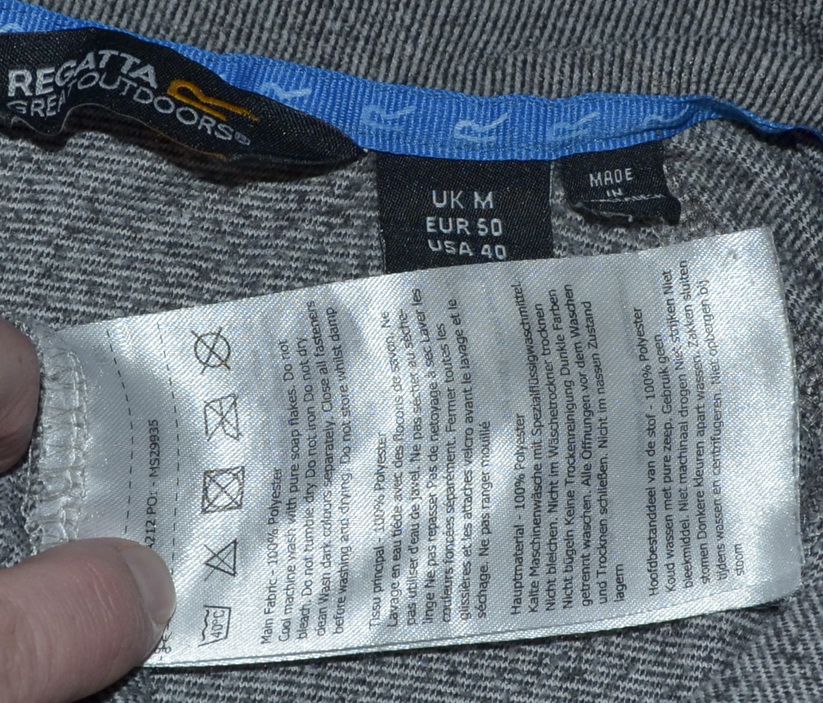 REGATTA
GREAT OUTDOORS®
UK M
EUR 50
USA 40
MADE
IN
212 PO: - MS29935
40°C
Main Fabric - 100% Polyester
Cool machine wash with pure soap flakes. Do not
bleach. Do not tumble dry Do not iron Do not dry
clean Wash dark colours separately. Close all fasteners
before washing and drying. Do not store whilst damp
Tissu principal - 100% Polyester
Lavage en eau tiède avec des flocons de savon. Ne
pas utiliser d'eau de Javel. Ne pas sécher au sèche-
linge Ne pas repasser Pas de netoyage à sec Laver les
couleurs foncées séparément. Fermer toutes les
glissières et les attaches velcro avant le lavage et le
séchage. Ne pas ranger mouillé
Hauptmaterial - 100% Polyester
Kalte Maschinenwäsche mit Spezialflüssigwaschmittel.
Nicht bleichen. Nicht im Wäschetrockner trocknen
Nicht bügeln Keine Trockenreinigung Dunkle Farben
getrennt waschen. Alle Öffnungen vor dem Waschen
und Trocknen schließen. Nicht im nassen Zustand
lagern
Hoofdbestanddeel van de stof - 100% Polyester
Koud wassen met pure zeep. Gebruik geen
bleekmiddel. Niet machinaal drogen Niet strijken Niet
stomen Donkere kleuren apart wassen. Zakken sluiten
tijdens wassen en centrifugeren. Niet opbergen bij
stoom